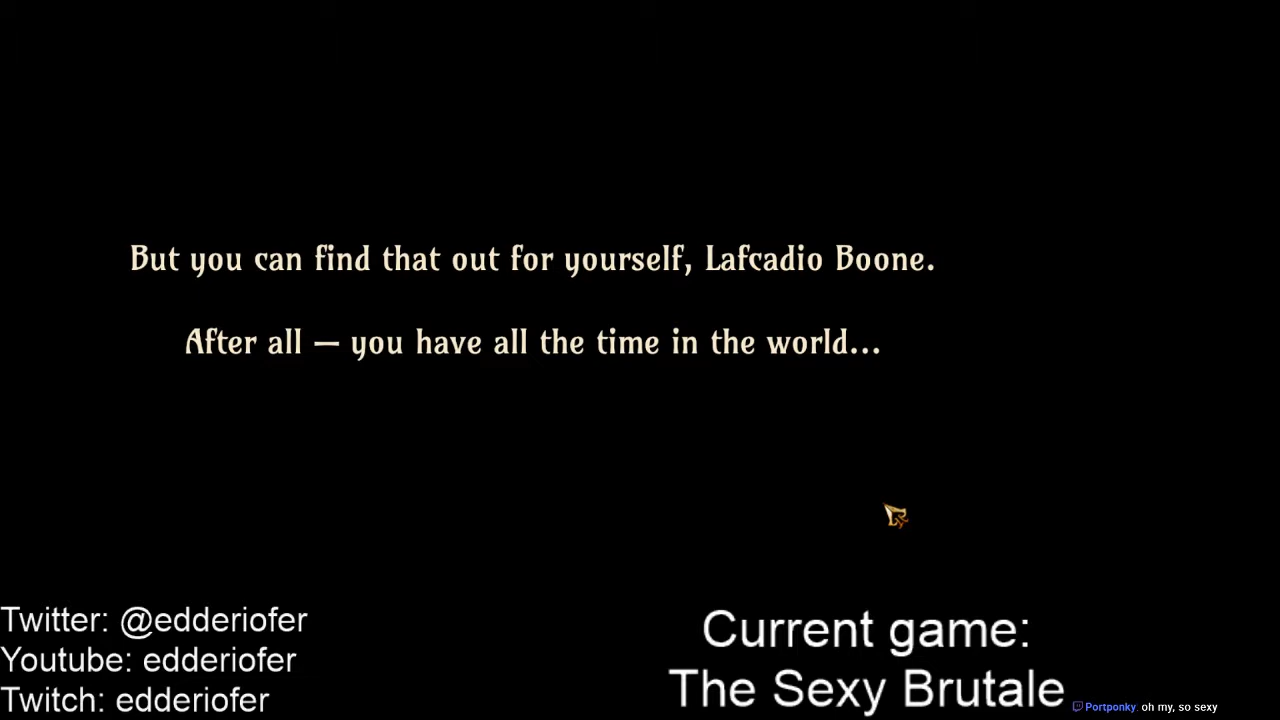 But you can find that out for yourself, Lafcadio Boone.
After all — you have all the time in the world...
Twitter: @edderiofer
Youtube: edderiofer
Twitch: edderiofer
Current game:
The Sexy Brutale
Portponky: oh my, so sexy